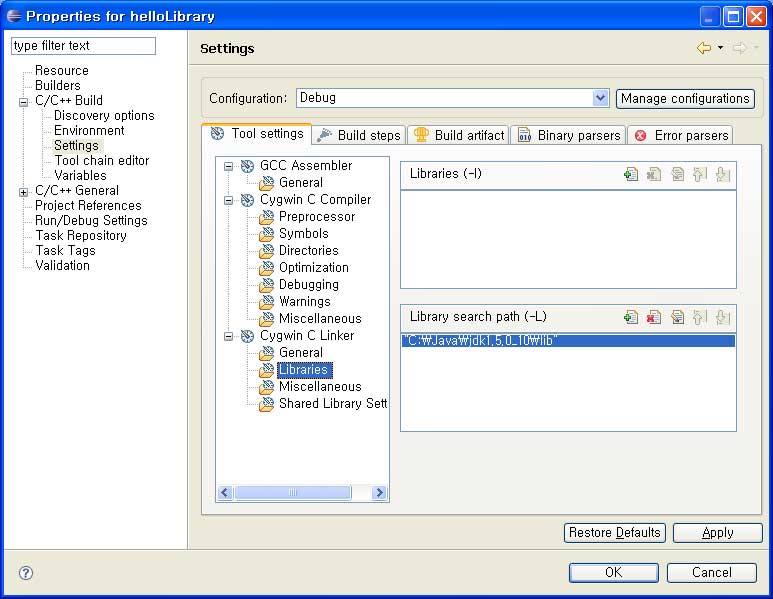 Properties for helloLibrary
type filter text
Resource
Builders
C/C++ Build
Discovery options
Environment
Settings
Tool chain editor
Variables
C/C++ General
Project References
Run/Debug Settings
Task Repository
Task Tags
Validation
Settings
Configuration: Debug Manage configurations
Tool settings Build steps Build artifact Binary parsers Error parsers
GCC Assembler
General
Cygwin C Compiler
Preprocessor
Symbols
Directories
Optimization
Debugging
Warnings
Miscellaneous
Cygwin C Linker
General
Libraries
Miscellaneous
Shared Library Sett
Libraries (-l)
Library search path (-L)
"C:₩Java₩jdk1.5.0_10₩lib"
Restore Defaults Apply
OK Cancel